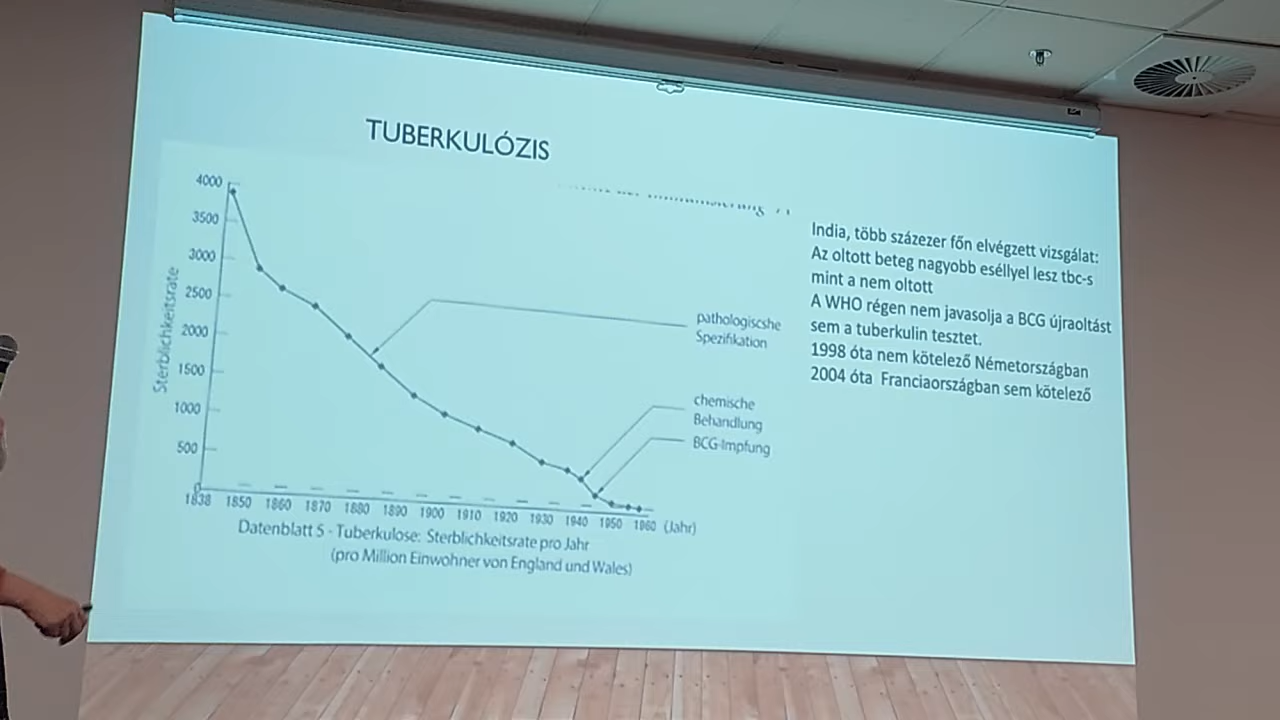 TUBERKULÓZIS
4000
3500
3000
2500
2000
1500
1000
500
0
Sterblichkeitsrate
1838 1850 1860 1870 1880 1890 1900 1910 1920 1930 1940 1950 1960 (Jahr)
pathologiscshe
Spezifikation
chemische
Behandlung
BCG-Impfung
Datenblatt 5 - Tuberkulose: Sterblichkeitsrate pro Jahr
(pro Million Einwohner von England und Wales)
India, több százezer főn elvégzett vizsgálat:
Az oltott beteg nagyobb eséllyel lesz tbc-s
mint a nem oltott
A WHO régen nem javasolja a BCG újraoltást
sem a tuberkulin tesztet.
1998 óta nem kötelező Németországban
2004 óta Franciaországban sem kötelező